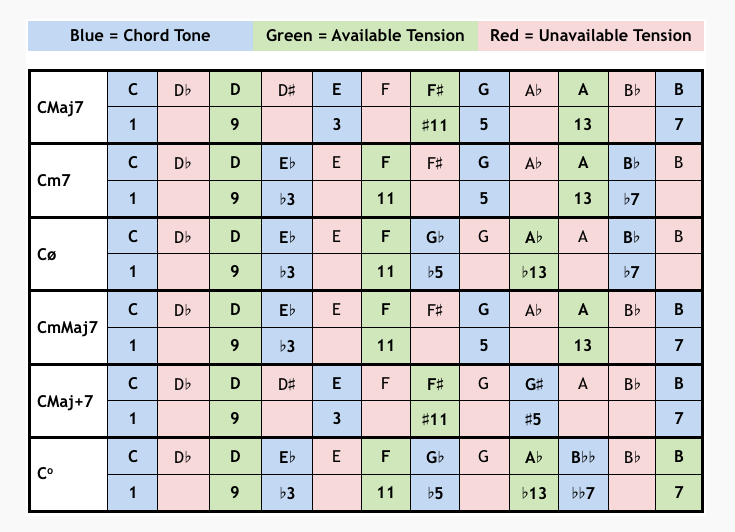 Blue = Chord Tone Green = Available Tension Red = Unavailable Tension
CMaj7
C D♭ D D♯ E F F♯ G A♭ A B♭ B
1 9 3 ♯11 5 13 7
Cm7
C D♭ D E♭ E F F♯ G A♭ A B♭ B
1 9 ♭3 11 5 13 ♭7
Cø
C D♭ D E♭ E F G♭ G A♭ A B♭ B
1 9 ♭3 11 ♭5 ♭13 ♭7
CmMaj7
C D♭ D E♭ E F F♯ G A♭ A B♭ B
1 9 ♭3 11 5 13 7
CMaj+7
C D♭ D D♯ E F F♯ G G♯ A B♭ B
1 9 3 ♯11 ♯5 7
Cº
C D♭ D E♭ E F G♭ G A♭ B♭♭ B♭ B
1 9 ♭3 11 ♭5 ♭13 ♭♭7 7